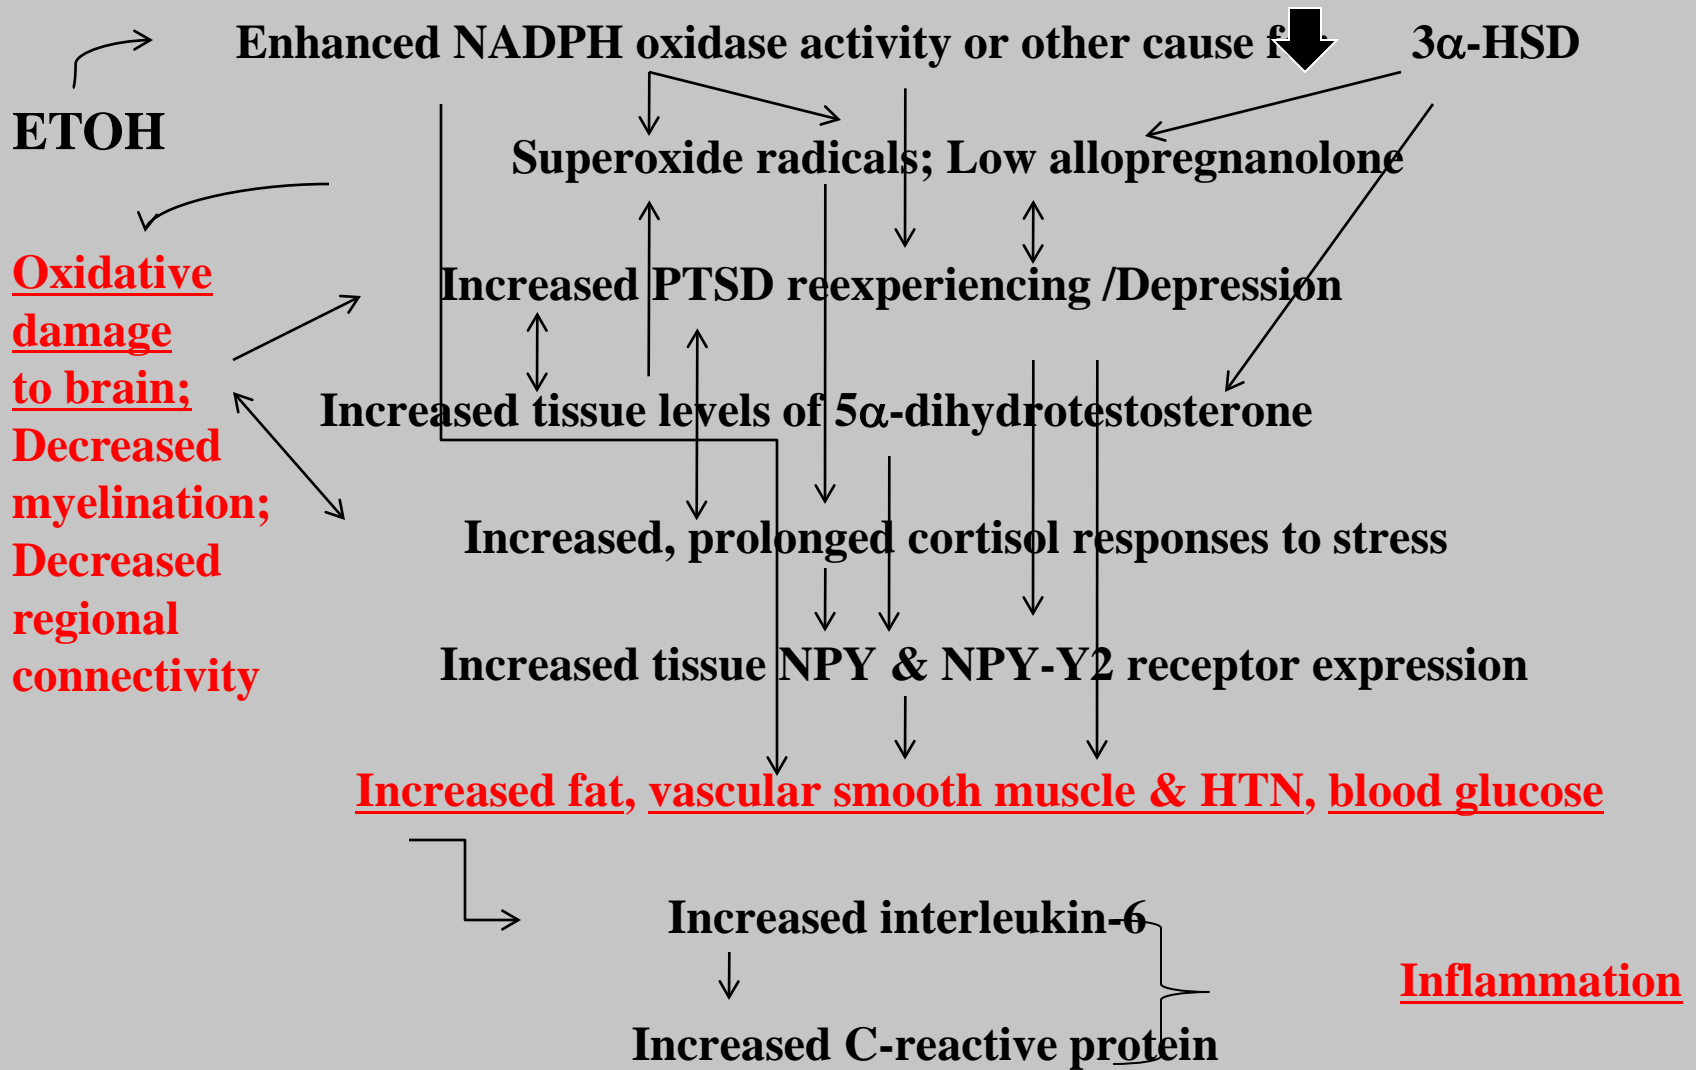 Enhanced NADPH oxidase activity or other cause 3α-HSD
ETOH
Superoxide radicals; Low allopregnanolone
Oxidative
damage
to brain;
Decreased
myelination;
Decreased
regional
connectivity
Increased PTSD reexperiencing /Depression
Increased tissue levels of 5α-dihydrotestosterone
Increased, prolonged cortisol responses to stress
Increased tissue NPY & NPY-Y2 receptor expression
Increased fat, vascular smooth muscle & HTN, blood glucose
Increased interleukin-6
Inflammation
Increased C-reactive protein